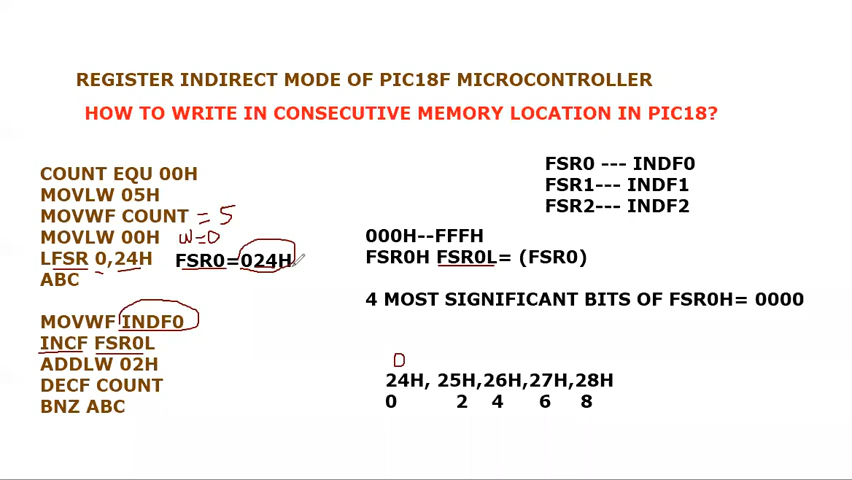 REGISTER INDIRECT MODE OF PIC18F MICROCONTROLLER
HOW TO WRITE IN CONSECUTIVE MEMORY LOCATION IN PIC18?
COUNT EQU 00H
MOVLW 05H
MOVWF COUNT = 5
MOVLW 00H W=0
LFSR 0,24H FSR0=024H
ABC
MOVWF INDF0
INCF FSR0L
ADDLW 02H
DECF COUNT
BNZ ABC
FSR0 --- INDF0
FSR1--- INDF1
FSR2--- INDF2
000H--FFFH
FSR0H FSR0L= (FSR0)
4 MOST SIGNIFICANT BITS OF FSR0H= 0000
0
24H, 25H,26H,27H,28H
0 2 4 6 8